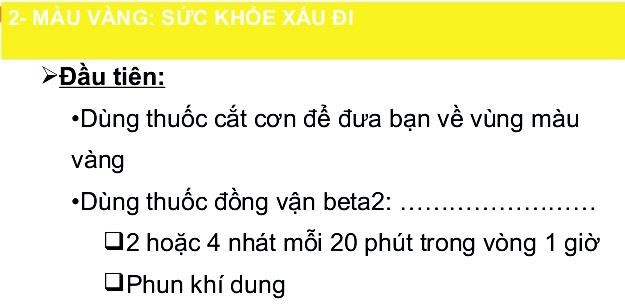 2- MÀU VÀNG: SỨC KHỎE XẤU ĐI
➢Đầu tiên:
•Dùng thuốc cắt cơn để đưa bạn về vùng màu
vàng
•Dùng thuốc đồng vận beta2: ……………………
❑2 hoặc 4 nhát mỗi 20 phút trong vòng 1 giờ
❑Phun khí dung